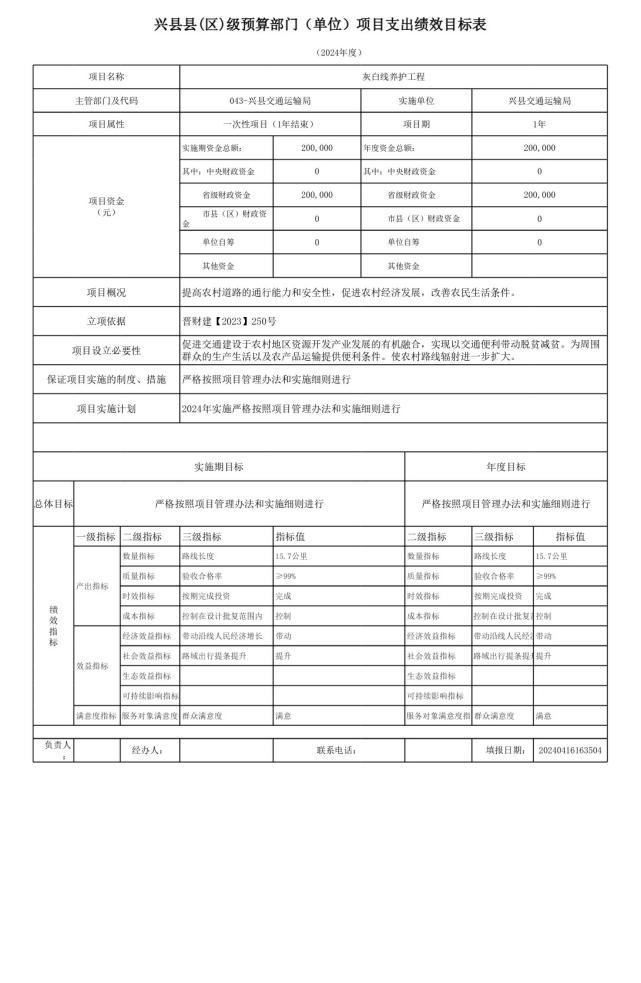 兴县县(区)级预算部门（单位）项目支出绩效目标表
（2024年度）
项目名称 灰白线养护工程
主管部门及代码 043-兴县交通运输局 实施单位 兴县交通运输局
项目属性 一次性项目（1年结束） 项目期 1年
项目资金
（元）
实施期资金总额： 200,000 年度资金总额： 200,000
其中：中央财政资金 0 其中：中央财政资金 0
省级财政资金 200,000 省级财政资金 200,000
市县（区）财政资
金 0 市县（区）财政资金 0
单位自筹 0 单位自筹 0
其他资金 其他资金
项目概况 提高农村道路的通行能力和安全性，促进农村经济发展，改善农民生活条件。
立项依据 晋财建【2023】250号
项目设立必要性 促进交通建设于农村地区资源开发产业发展的有机融合，实现以交通便利带动脱贫减贫。为周围
群众的生产生活以及农产品运输提供便利条件。使农村路线辐射进一步扩大。
保证项目实施的制度、措施 严格按照项目管理办法和实施细则进行
项目实施计划 2024年实施严格按照项目管理办法和实施细则进行
实施期目标 年度目标
总体目标 严格按照项目管理办法和实施细则进行 严格按照项目管理办法和实施细则进行
绩效指标
一级指标 二级指标 三级指标 指标值 二级指标 三级指标 指标值
产出指标
数量指标 路线长度 15.7公里 数量指标 路线长度 15.7公里
质量指标 验收合格率 ≥99% 质量指标 验收合格率 ≥99%
时效指标 按期完成投资 完成 时效指标 按期完成投资 完成
成本指标 控制在设计批复范围内 控制 成本指标 控制在设计批 控制
效益指标
经济效益指标 带动沿线人民经济增长 带动 经济效益指标 带动沿线人民经 带动
社会效益指标 路域出行提条提升 提升 社会效益指标 路域出行提条提 提升
生态效益指标 生态效益指标
可持续影响指标 可持续影响指标
满意度指标 服务对象满意度 群众满意度 满意 服务对象满意度指 群众满意度 满意
负责人
： 经办人： 联系电话： 填报日期： 20240416163504